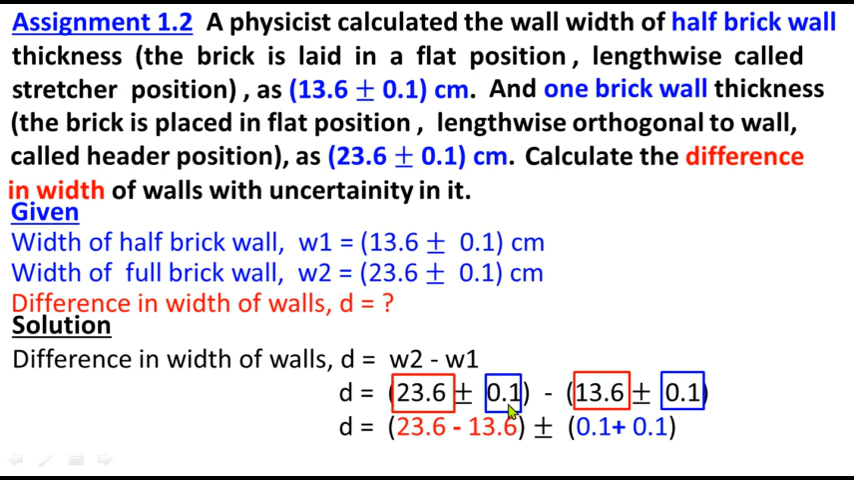 Assignment 1.2 A physicist calculated the wall width of half brick wall
thickness (the brick is laid in a flat position , lengthwise called
stretcher position) , as (13.6 ± 0.1) cm. And one brick wall thickness
(the brick is placed in flat position , lengthwise orthogonal to wall,
called header position), as (23.6 ± 0.1) cm. Calculate the difference
in width of walls with uncertainity in it.
Given
Width of half brick wall, w1 = (13.6 ± 0.1) cm
Width of full brick wall, w2 = (23.6 ± 0.1) cm
Difference in width of walls, d = ?
Solution
Difference in width of walls, d = w2 - w1
d = (23.6 ± 0.1) - (13.6 ± 0.1)
d = (23.6 - 13.6) ± (0.1+ 0.1)